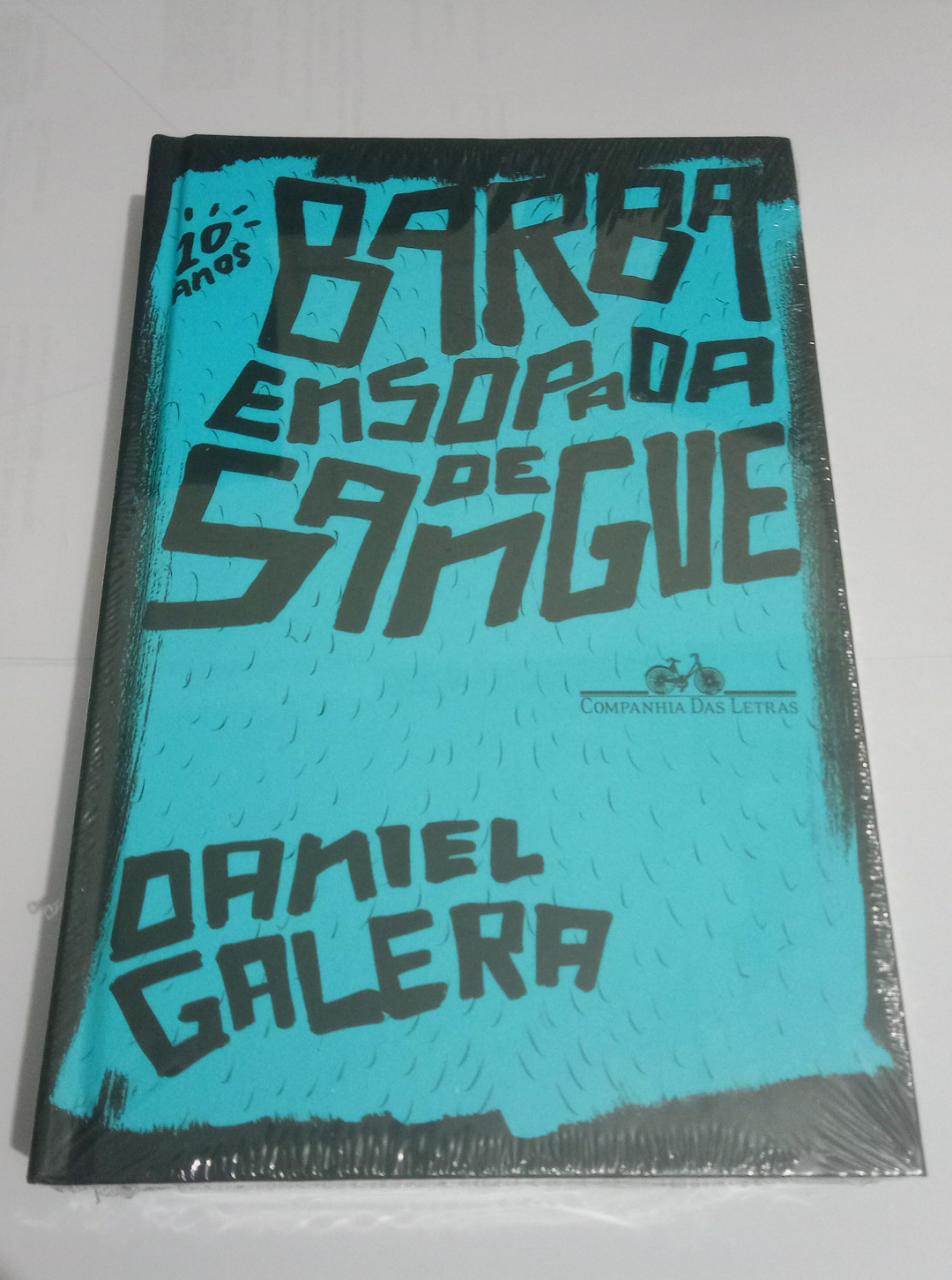 10
anos
BARBA
ENSOPADA
DE
SANGUE
COMPANHIA DAS LETRAS
DANIEL
GALERA